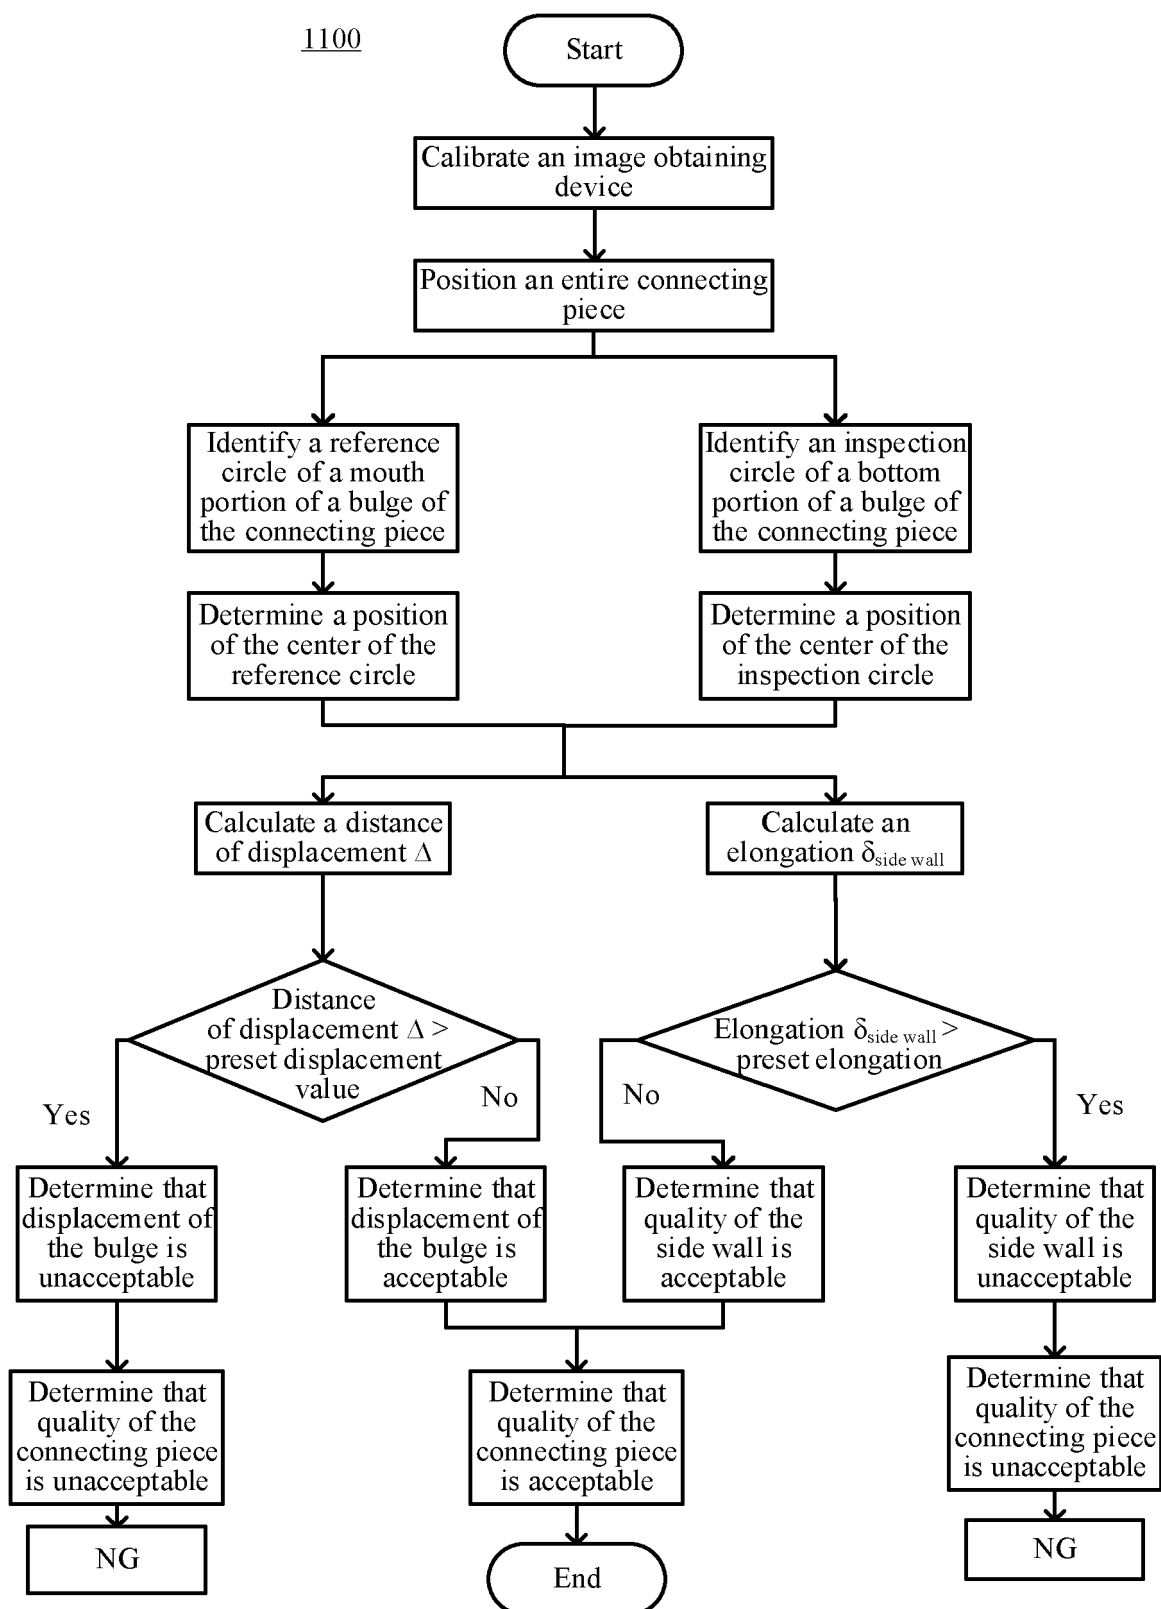 1100
Start
Calibrate an image obtaining
device
Position an entire connecting
piece
Identify a reference
circle of a mouth
portion of a bulge of
the connecting piece
Identify an inspection
circle of a bottom
portion of a bulge of
the connecting piece
Determine a position
of the center of the
reference circle
Determine a position
of the center of the
inspection circle
Calculate a distance
of displacement Δ
Calculate an
elongation δside wall
Distance
of displacement Δ >
preset displacement
value
Elongation δside wall >
preset elongation
Yes
No
No
Yes
Determine that
displacement of
the bulge is
unacceptable
Determine that
displacement of
the bulge is
acceptable
Determine that
quality of the
side wall is
acceptable
Determine that
quality of the
side wall is
unacceptable
Determine that
quality of the
connecting piece
is unacceptable
Determine that
quality of the
connecting piece
is acceptable
Determine that
quality of the
connecting piece
is unacceptable
NG
End
NG